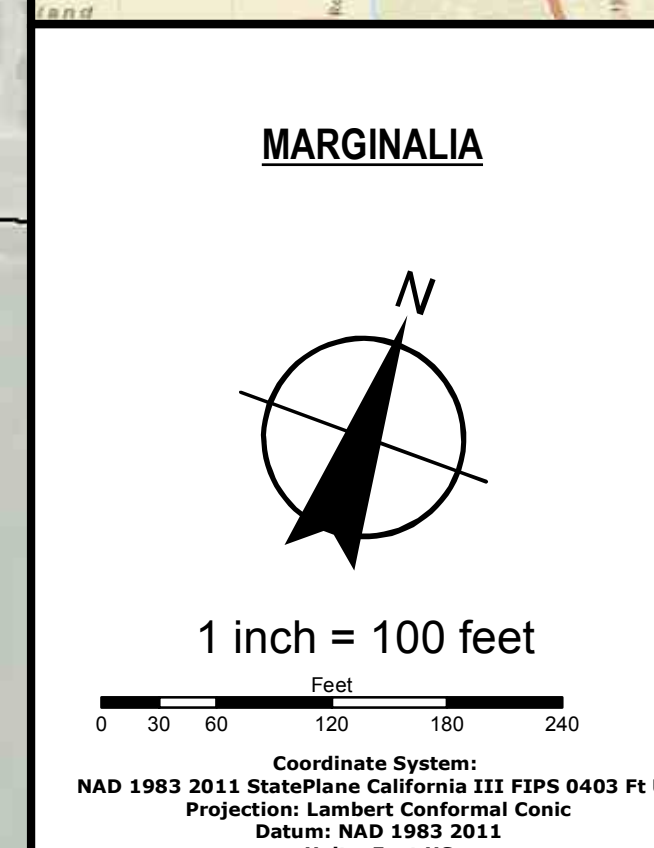 land
MARGINALIA
N
1 inch = 100 feet
Feet
0 30 60 120 180 240
Coordinate System:
NAD 1983 2011 StatePlane California III FIPS 0403 Ft
Projection: Lambert Conformal Conic
Datum: NAD 1983 2011